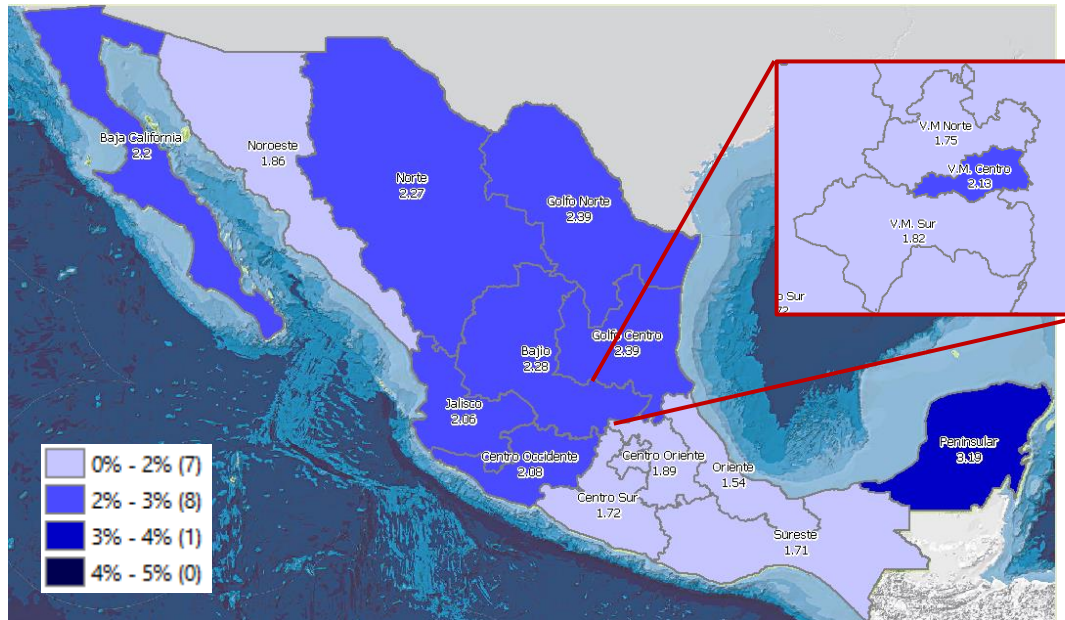 Baja California
2.2
Noroeste
1.86
Norte
2.27
Golfo Norte
2.39
V.M Norte
1.75
V.M. Centro
2.13
V.M. Sur
1.82
o Sur
.72
Golfo Centro
2.39
Bajio
2.28
Jalisco
2.06
Centro Occidente
2.08
Centro Oriente
1.89
Oriente
1.54
Centro Sur
1.72
Sureste
1.71
Peninsular
3.19
0% - 2% (7)
2% - 3% (8)
3% - 4% (1)
4% - 5% (0)